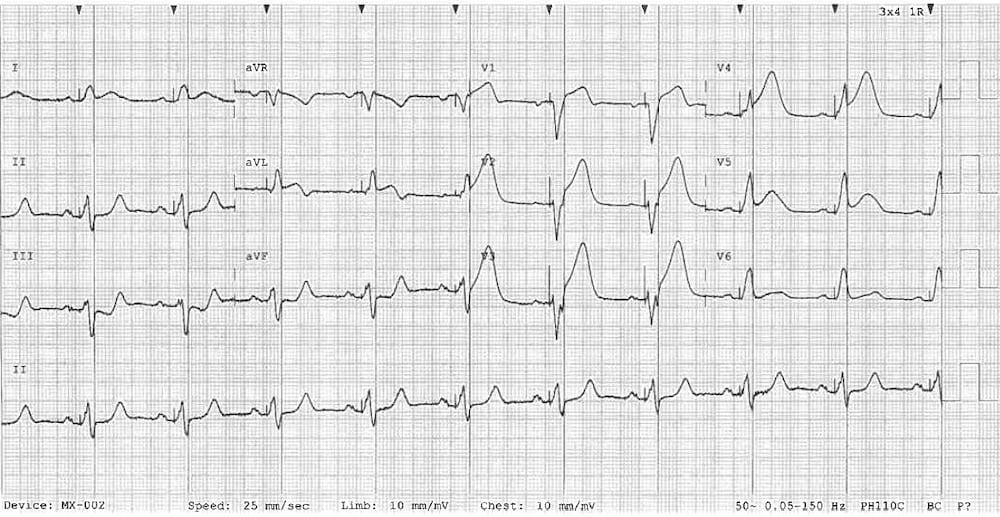 3x4 1R
I aVR V1 V4
II aVL V2 V5
III aVF V3 V6
II
Device: MX-002 Speed: 25 mm/sec Limb: 10 mm/mV Chest: 10 mm/mV 50~ 0.05-150 Hz PH110C BC P?